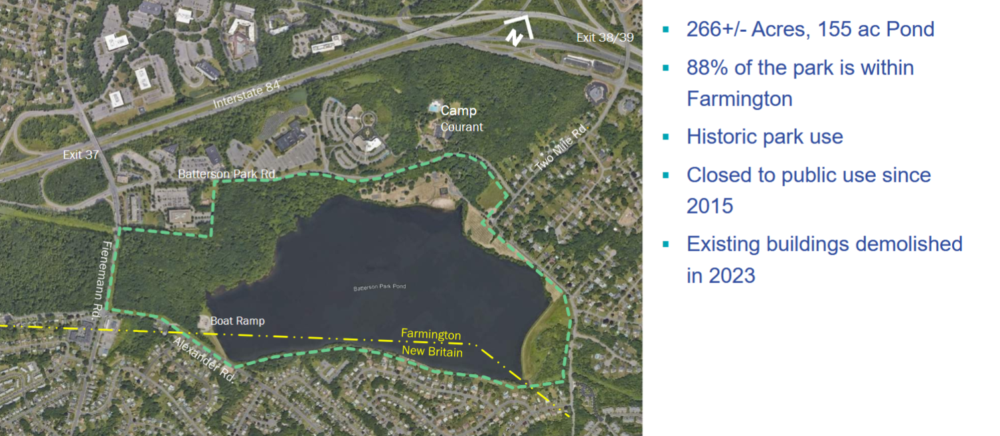 Exit 38/39
N
Interstate 84
Camp
Courant
Two Mile Rd.
Exit 37
Batterson Park Rd.
Fienemann Rd.
Batterson Park Pond
Boat Ramp
Farmington
New Britain
Alexander Rd.
266+/- Acres, 155 ac Pond
88% of the park is within
Farmington
Historic park use
Closed to public use since
2015
Existing buildings demolished
in 2023